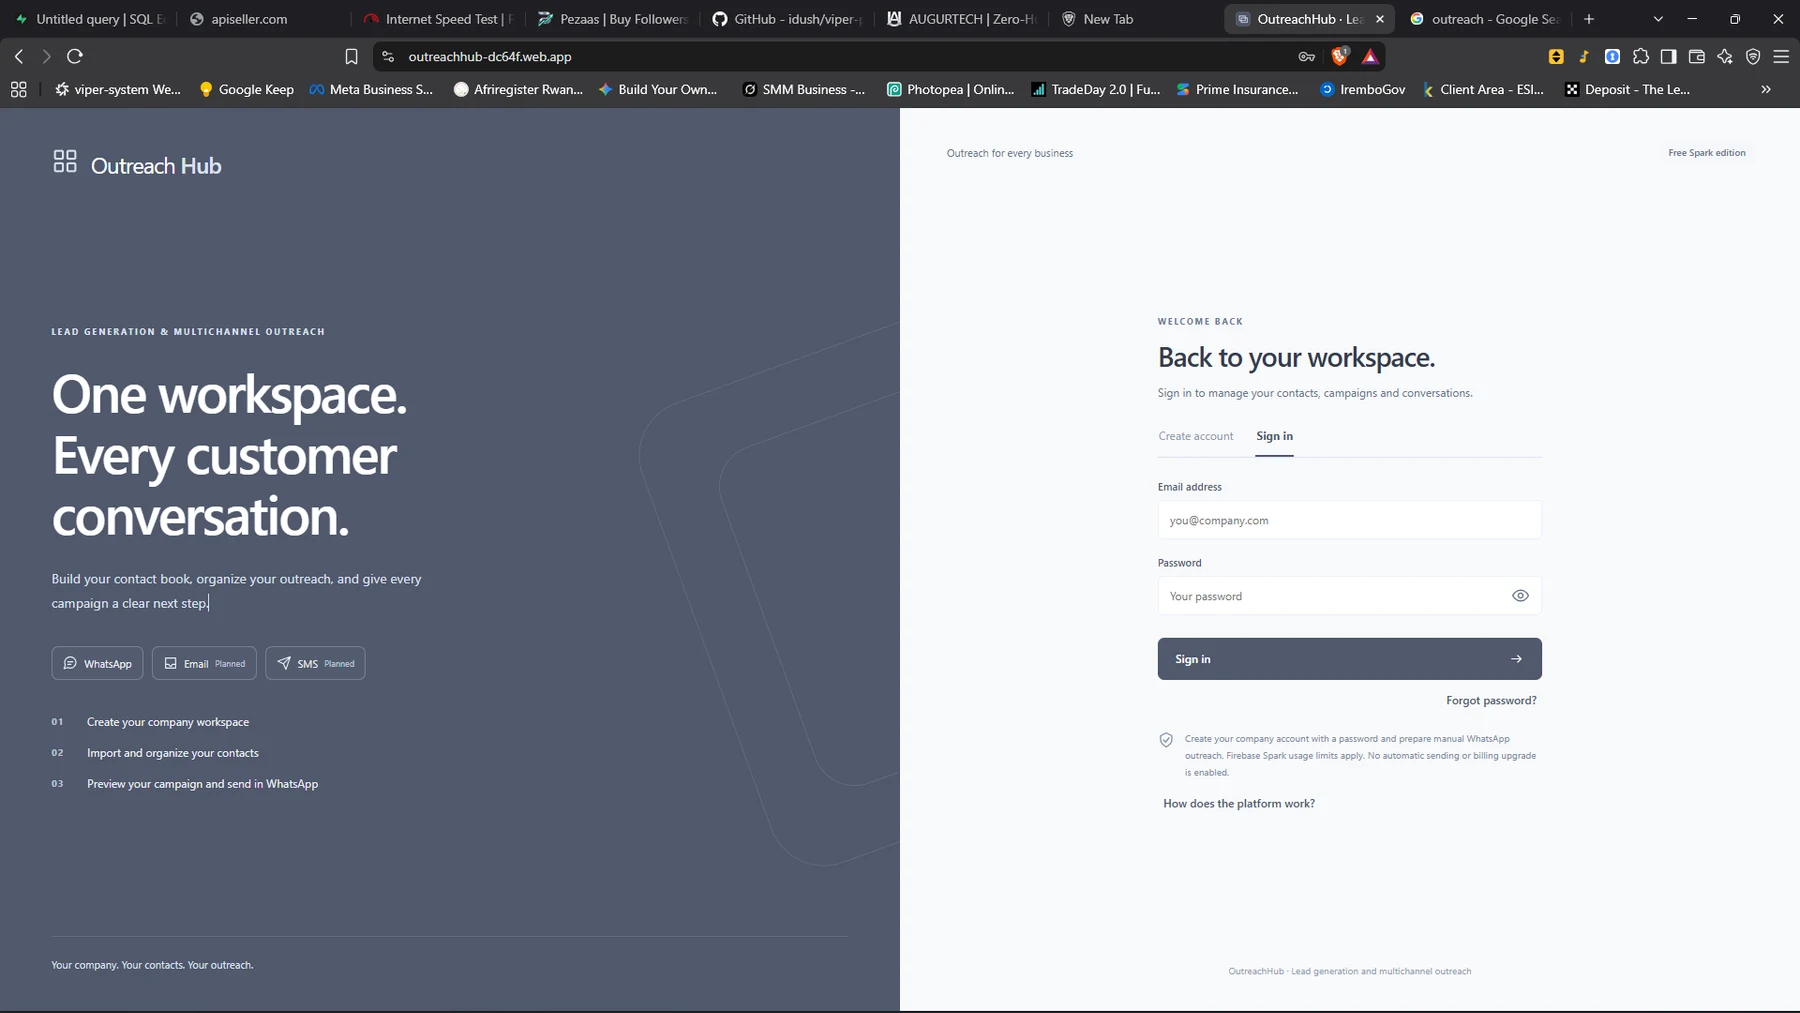 Untitled query | SQL E
apiseller.com
Internet Speed Test |
Pezaas | Buy Followers
GitHub - idush/viper-
AUGURTECH | Zero-H
New Tab
OutreachHub · Lea
outreach - Google Sea
outreachhub-dc64f.web.app
1
viper-system We...
Google Keep
Meta Business S...
Afriregister Rwan...
Build Your Own...
SMM Business -...
Photopea | Onlin...
TradeDay 2.0 | Fu...
Prime Insurance...
IremboGov
Client Area - ESI...
Deposit - The Le...
Outreach Hub
LEAD GENERATION & MULTICHANNEL OUTREACH
One workspace.
Every customer
conversation.
Build your contact book, organize your outreach, and give every
campaign a clear next step.
WhatsApp
Email Planned
SMS Planned
01 Create your company workspace
02 Import and organize your contacts
03 Preview your campaign and send in WhatsApp
Your company. Your contacts. Your outreach.
Outreach for every business
Free Spark edition
WELCOME BACK
Back to your workspace.
Sign in to manage your contacts, campaigns and conversations.
Create account
Sign in
Email address
you@company.com
Password
Your password
Sign in
Forgot password?
Create your company account with a password and prepare manual WhatsApp
outreach. Firebase Spark usage limits apply. No automatic sending or billing upgrade
is enabled.
How does the platform work?
OutreachHub · Lead generation and multichannel outreach